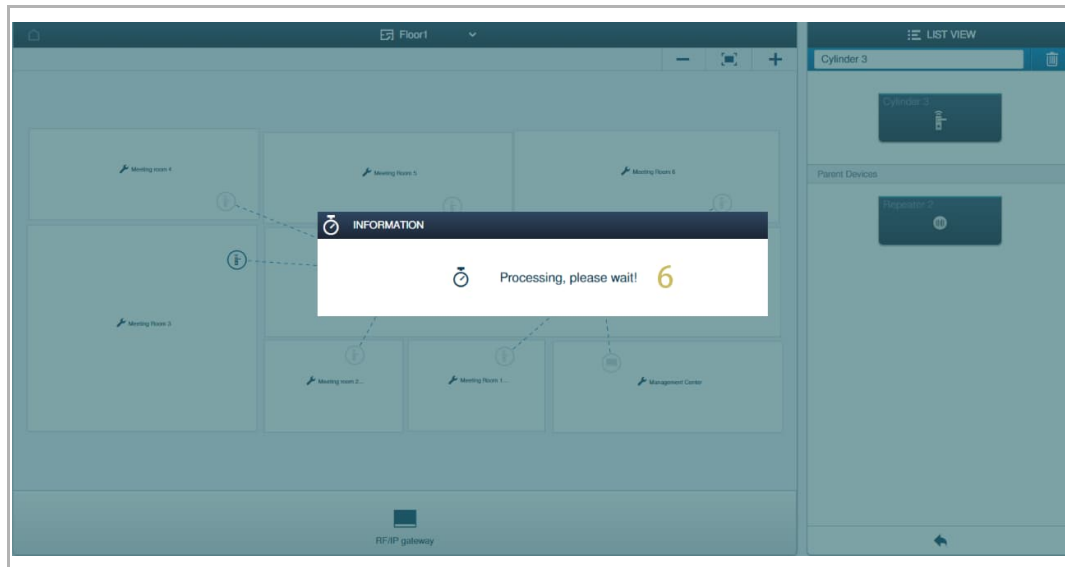 Floor1
LIST VIEW
Cylinder 3
Cylinder 3
Meeting room 4
Meeting Room 5
Meeting Room 6
Parent Devices
Repeater 2
INFORMATION
Processing, please wait! 6
Meeting Room 3
Meeting room 2...
Meeting Room 1...
Management Center
RF/IP gateway